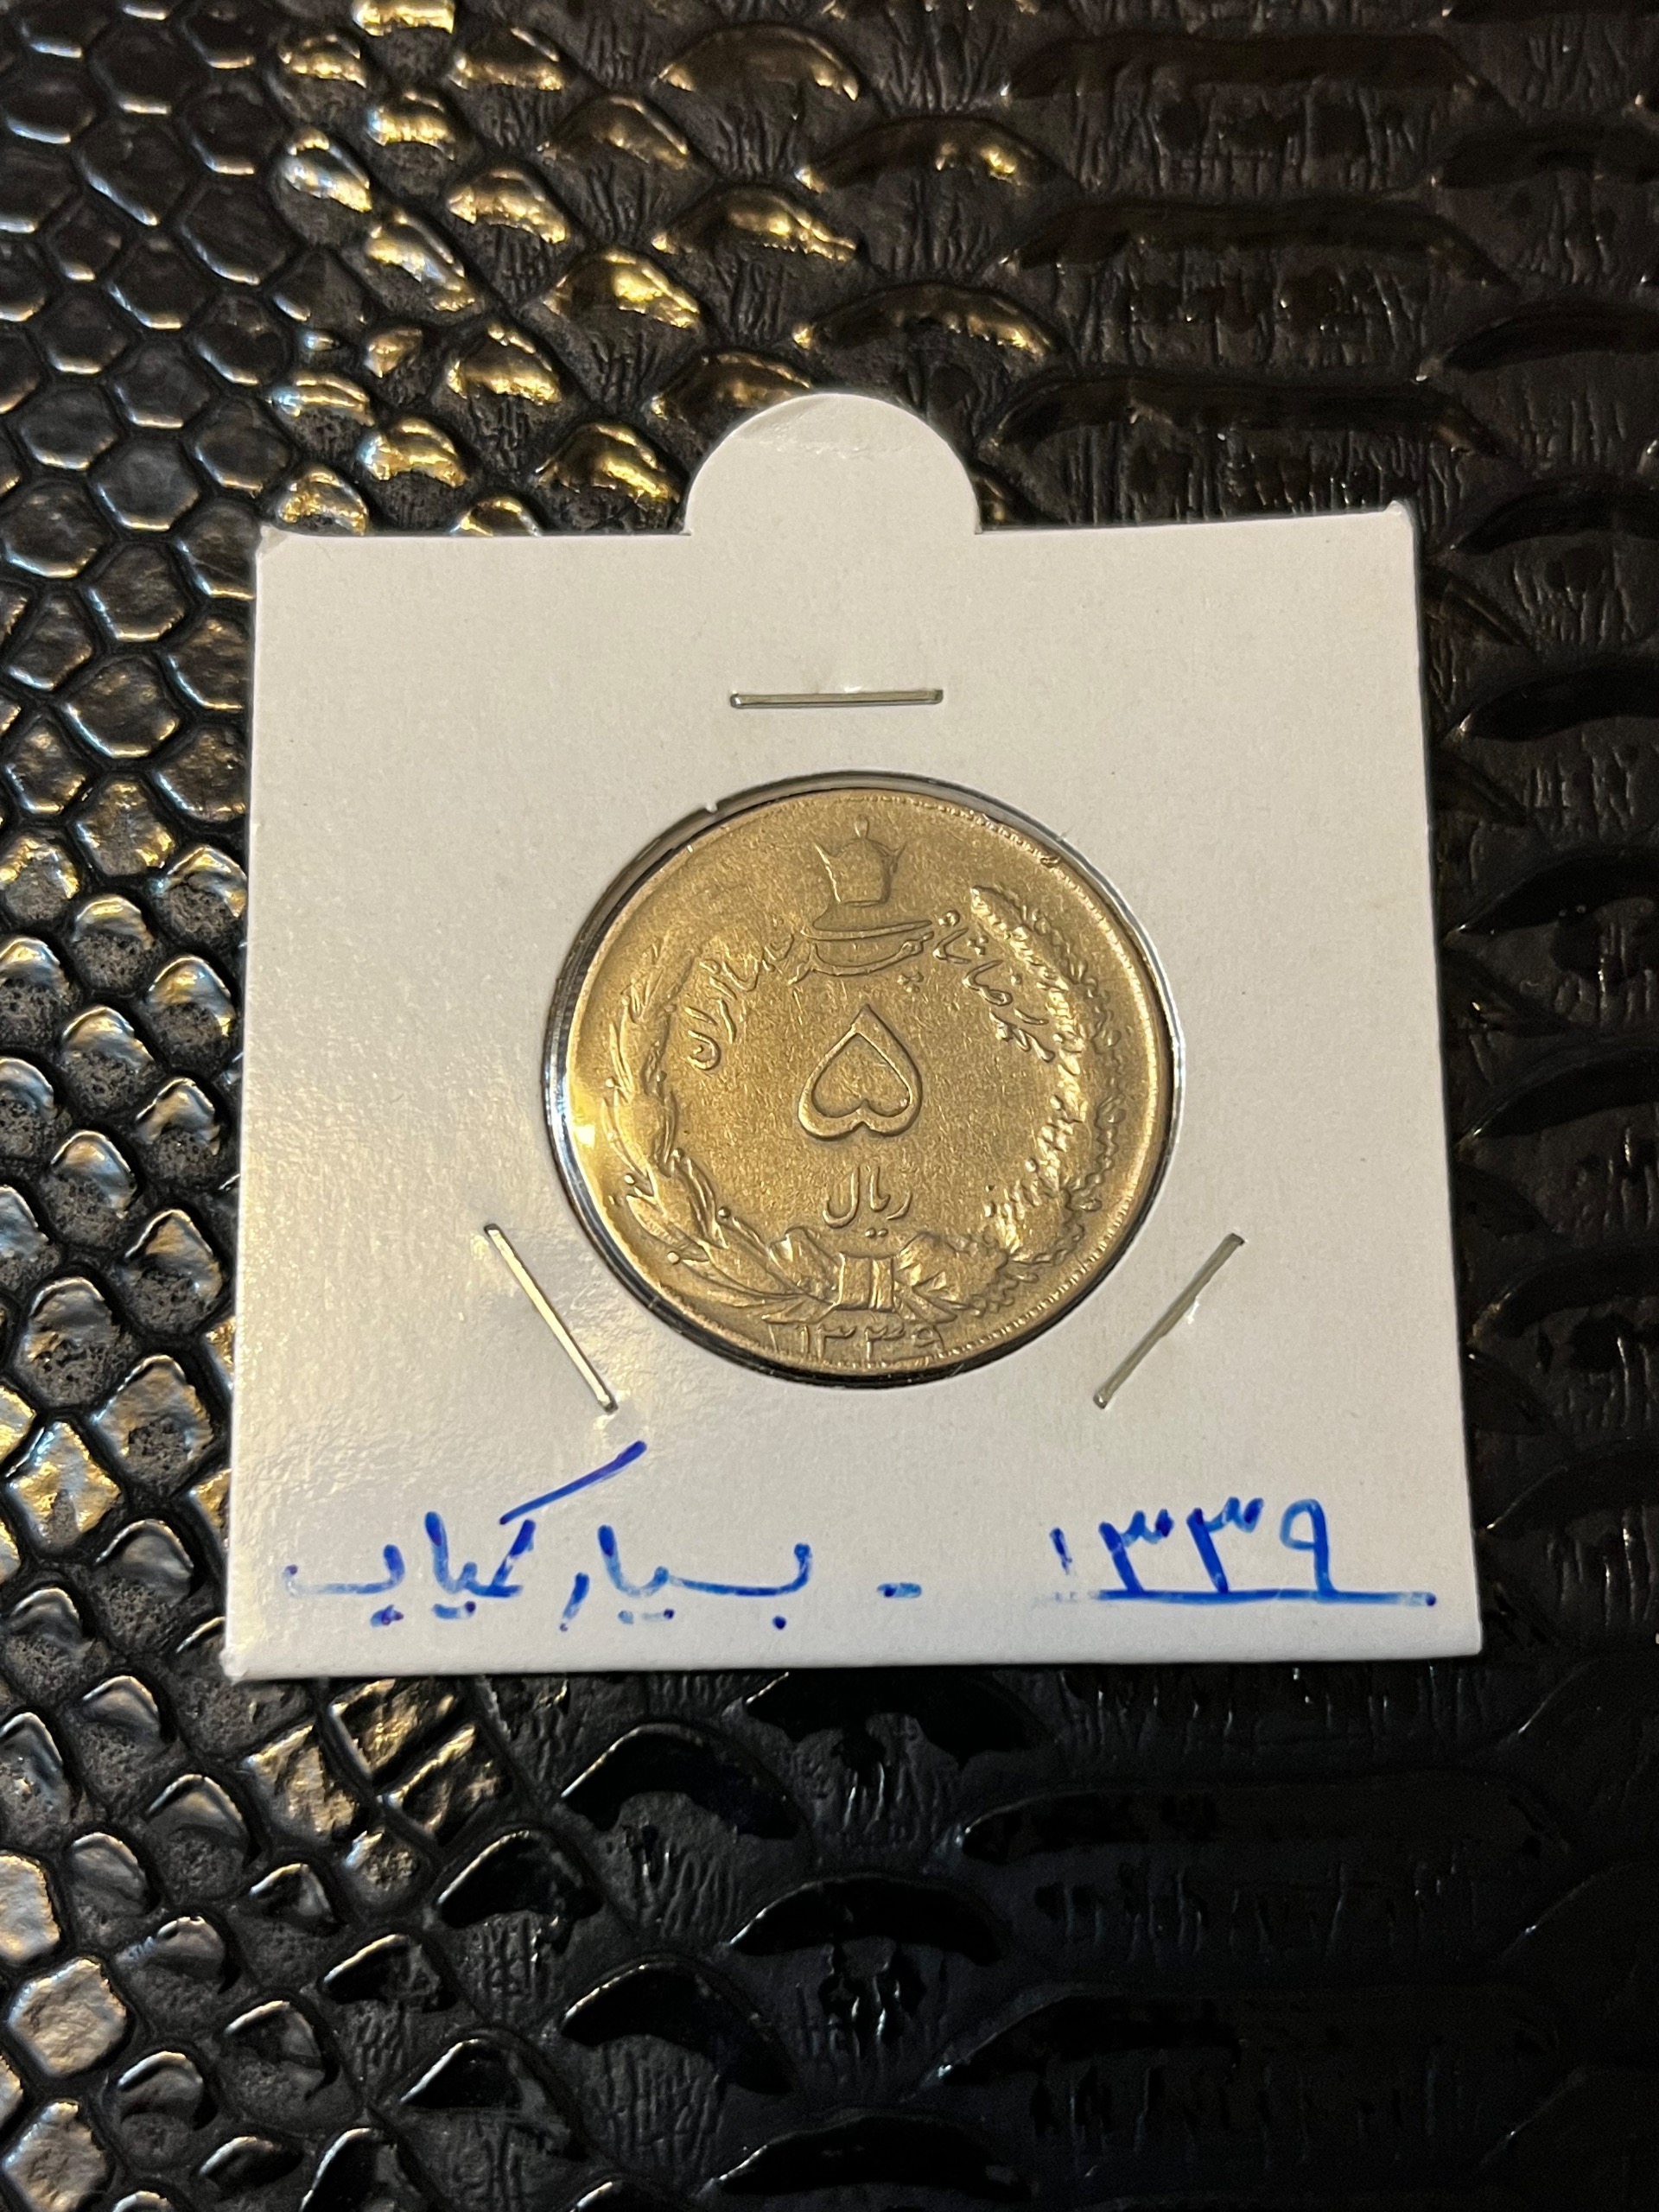 محمدرضا شاه پهلوی شاهنشاه ایران
۵
ریال
۱۳۳۹
۱۳۳۹ - بسیار کمیاب